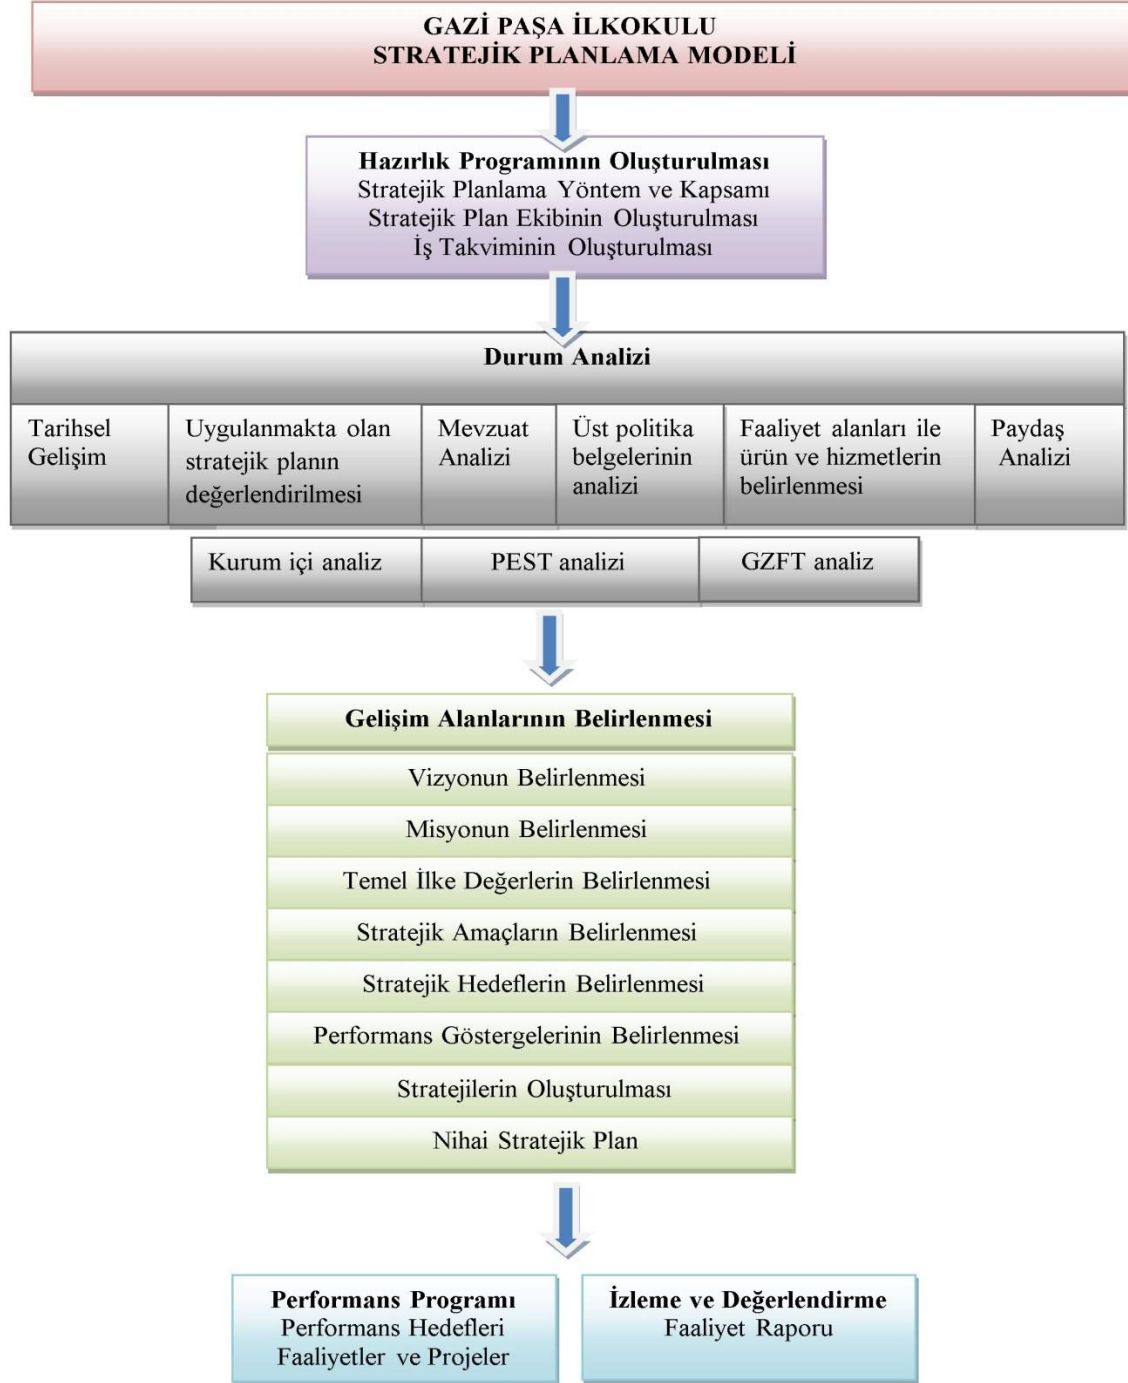 GAZİ PAŞA İLKOKULU
STRATEJİK PLANLAMA MODELİ
Hazırlık Programının Oluşturulması
Stratejik Planlama Yöntem ve Kapsamı
Stratejik Plan Ekibinin Oluşturulması
İş Takviminin Oluşturulması
Durum Analizi
Tarihsel
Gelişim
Uygulanmakta olan
stratejik planın
değerlendirilmesi
Mevzuat
Analizi
Üst politika
belgelerinin
analizi
Faaliyet alanları ile
ürün ve hizmetlerin
belirlenmesi
Paydaş
Analizi
Kurum içi analiz
PEST analizi
GZFT analiz
Gelişim Alanlarının Belirlenmesi
Vizyonun Belirlenmesi
Misyonun Belirlenmesi
Temel İlke Değerlerin Belirlenmesi
Stratejik Amaçların Belirlenmesi
Stratejik Hedeflerin Belirlenmesi
Performans Göstergelerinin Belirlenmesi
Stratejilerin Oluşturulması
Nihai Stratejik Plan
Performans Programı
Performans Hedefleri
Faaliyetler ve Projeler
İzleme ve Değerlendirme
Faaliyet Raporu